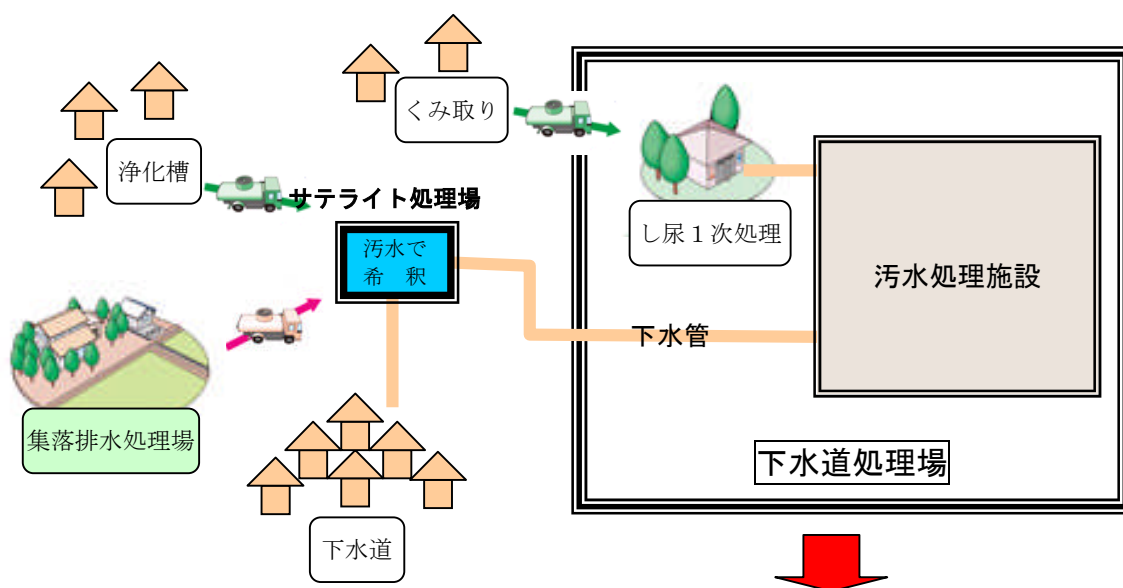 くみ取り
浄化槽
サテライト処理場
し尿１次処理
汚水で
希　釈
汚水処理施設
下水管
集落排水処理場
下水道処理場
下水道